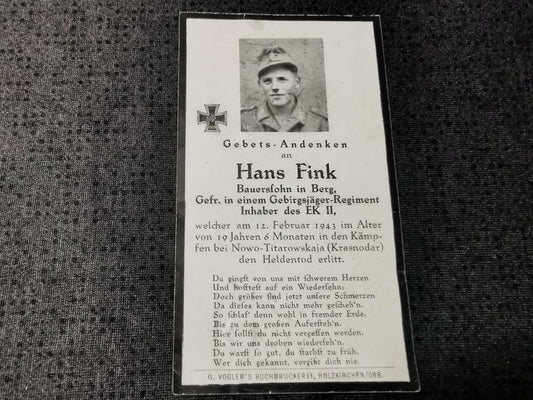 Gebets-Andenken
an
Hans Fink
Bauerssohn in Berg,
Gefr. in einem Gebirgsjäger-Regiment
Inhaber des EK II,
welcher am 12. Februar 1943 im Alter
von 19 Jahren 6 Monaten in den Kämp-
fen bei Nowo-Titarowskaja (Krasnodar)
den Heldentod erlitt.
Du gingst von uns mit schwerem Herzen
Und hofftest auf ein Wiedersehn;
Doch größer sind jetzt unsere Schmerzen
Da dieses kann nicht mehr gescheh'n.
So schlaf' denn wohl in fremder Erde,
Bis zu dem großen Aufersteh'n.
Hier sollst du nicht vergessen werden,
Bis wir uns droben wiederseh'n.
Du warst so gut, du starbst zu früh,
Wer dich gekannt, vergißt dich nie.
G. VOGLER'S BUCHDRUCKEREI, HOLZKIRCHEN/OBB.